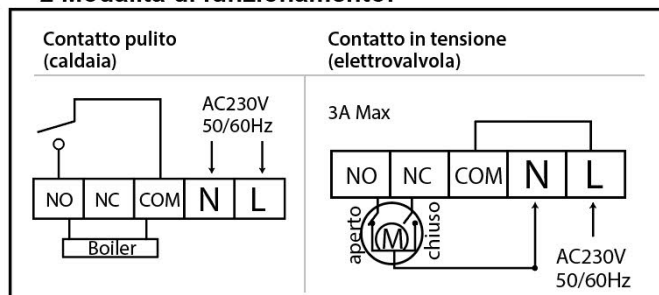 2 Modalità di funzionamento:
Contatto pulito
(caldaia)
AC230V
50/60Hz
NO NC COM N L
Boiler
Contatto in tensione
(elettrovalvola)
3A Max
NO NC COM N L
aperto M chiuso
AC230V
50/60Hz